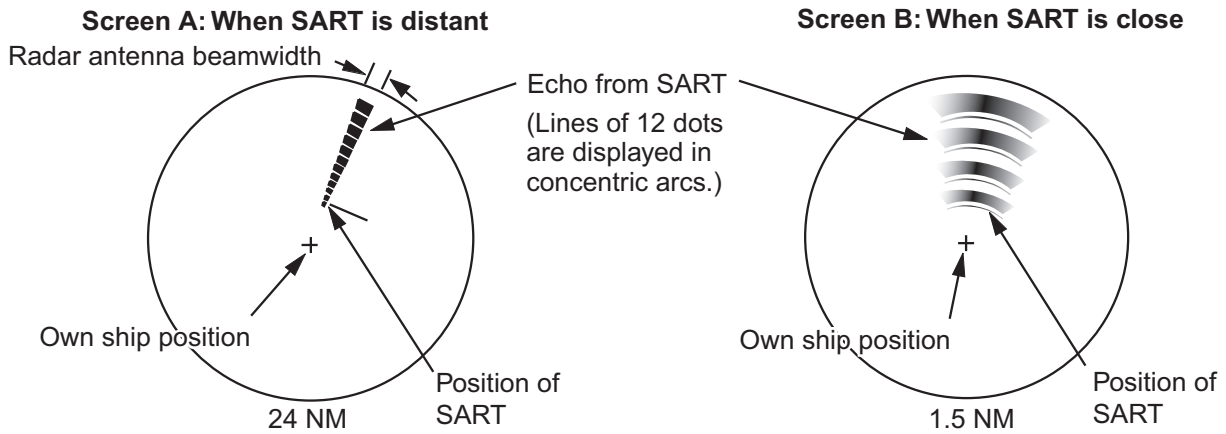 Screen A: When SART is distant
Radar antenna beamwidth
Own ship position
Position of
SART
24 NM
Echo from SART
(Lines of 12 dots
are displayed in
concentric arcs.)
Screen B: When SART is close
Own ship position
Position of
SART
1.5 NM